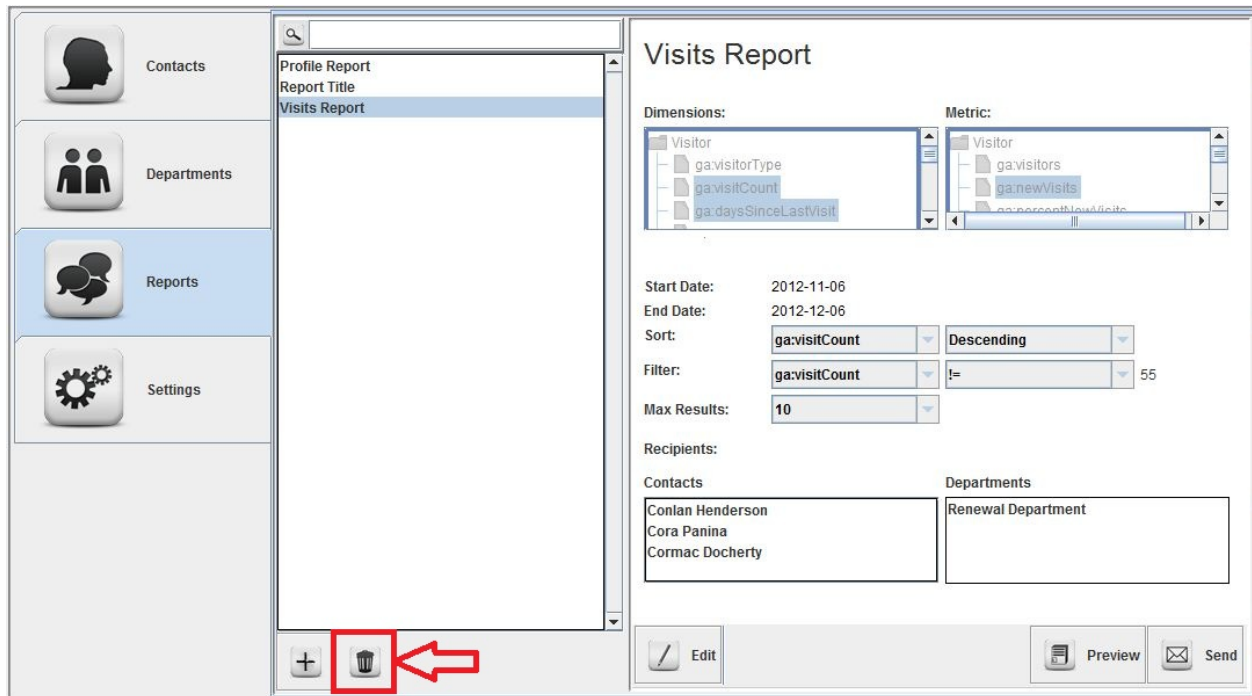 Contacts
Departments
Reports
Settings
Profile Report
Report Title
Visits Report
Visits Report
Dimensions:
Visitor
ga:visitorType
ga:visitCount
ga:daysSinceLastVisit
Metric:
Visitor
ga:visitors
ga:newVisits
ga:percentNewVisits
Start Date: 2012-11-06
End Date: 2012-12-06
Sort: ga:visitCount Descending
Filter: ga:visitCount != 55
Max Results: 10
Recipients:
Contacts
Conlan Henderson
Cora Panina
Cormac Docherty
Departments
Renewal Department
Edit
Preview
Send